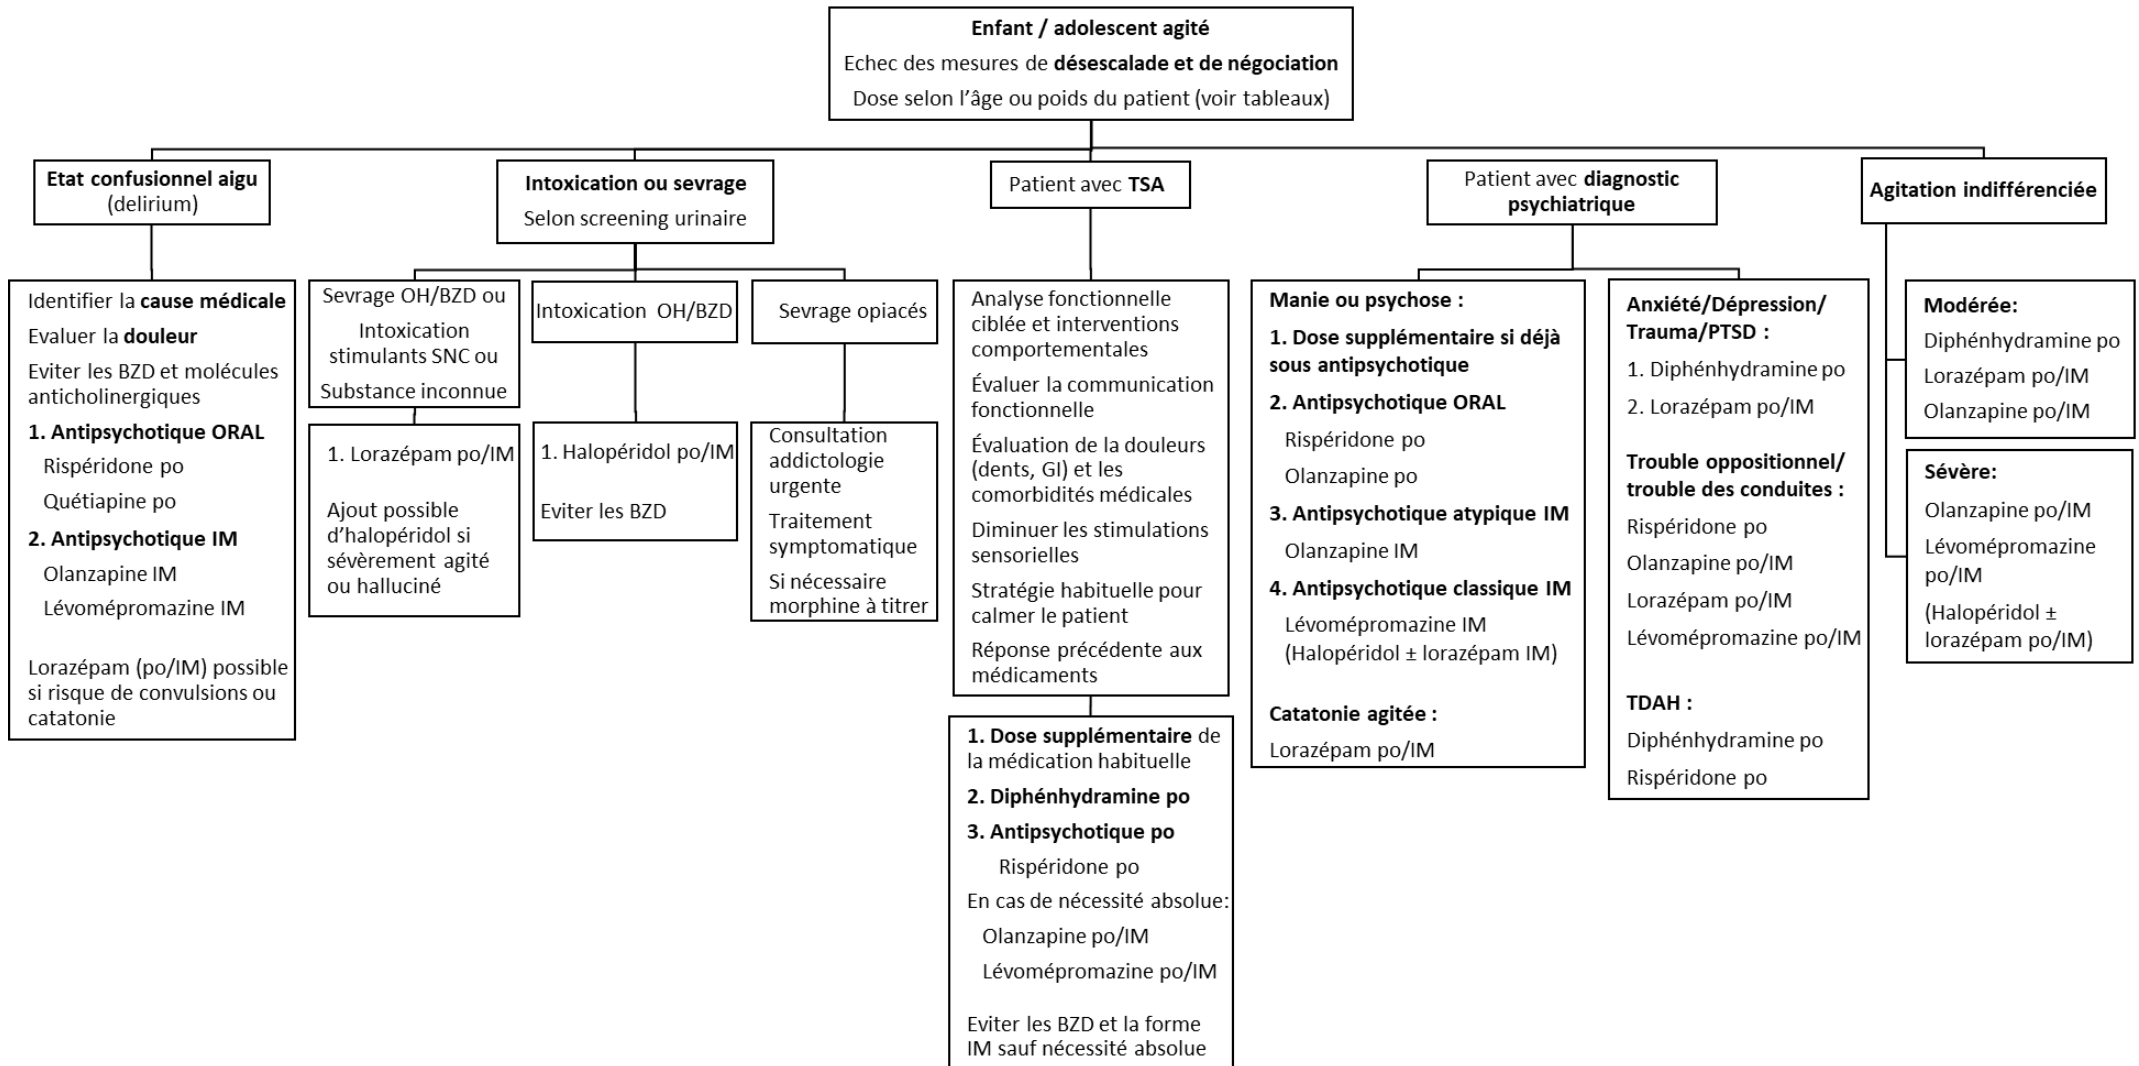 Enfant / adolescent agité
Echec des mesures de désescalade et de négociation
Dose selon l'âge ou poids du patient (voir tableaux)
Etat confusionnel aigu
(delirium)
Identifier la cause médicale
Evaluer la douleur
Eviter les BZD et molécules
anticholinergiques
1. Antipsychotique ORAL
Rispéridone po
Quétiapine po
2. Antipsychotique IM
Olanzapine IM
Lévomépromazine IM
Lorazépam (po/IM) possible
si risque de convulsions ou
catatonie
Intoxication ou sevrage
Selon screening urinaire
Sevrage OH/BZD ou
Intoxication
stimulants SNC ou
Substance inconnue
1. Lorazépam po/IM
Ajout possible
d'halopéridol si
sévèrement agité
ou halluciné
Intoxication OH/BZD
1. Halopéridol po/IM
Eviter les BZD
Sevrage opiacés
Consultation
addictologie
urgente
Traitement
symptomatique
Si nécessaire
morphine à titrer
Patient avec TSA
Analyse fonctionnelle
ciblée et interventions
comportementales
Évaluer la communication
fonctionnelle
Évaluation de la douleurs
(dents, GI) et les
comorbidités médicales
Diminuer les stimulations
sensorielles
Stratégie habituelle pour
calmer le patient
Réponse précédente aux
médicaments
1. Dose supplémentaire de
la médication habituelle
2. Diphénhydramine po
3. Antipsychotique po
Rispéridone po
En cas de nécessité absolue:
Olanzapine po/IM
Lévomépromazine po/IM
Eviter les BZD et la forme
IM sauf nécessité absolue
Patient avec diagnostic
psychiatrique
Manie ou psychose :
1. Dose supplémentaire si déjà
sous antipsychotique
2. Antipsychotique ORAL
Rispéridone po
Olanzapine po
3. Antipsychotique atypique IM
Olanzapine IM
4. Antipsychotique classique IM
Lévomépromazine IM
(Halopéridol ± lorazépam IM)
Catatonie agitée :
Lorazépam po/IM
Anxiété/Dépression/
Trauma/PTSD :
1. Diphénhydramine po
2. Lorazépam po/IM
Trouble oppositionnel/
trouble des conduites :
Rispéridone po
Olanzapine po/IM
Lorazépam po/IM
Lévomépromazine po/IM
TDAH :
Diphénhydramine po
Rispéridone po
Agitation indifférenciée
Modérée:
Diphénhydramine po
Lorazépam po/IM
Olanzapine po/IM
Sévère:
Olanzapine po/IM
Lévomépromazine
po/IM
(Halopéridol ±
lorazépam po/IM)